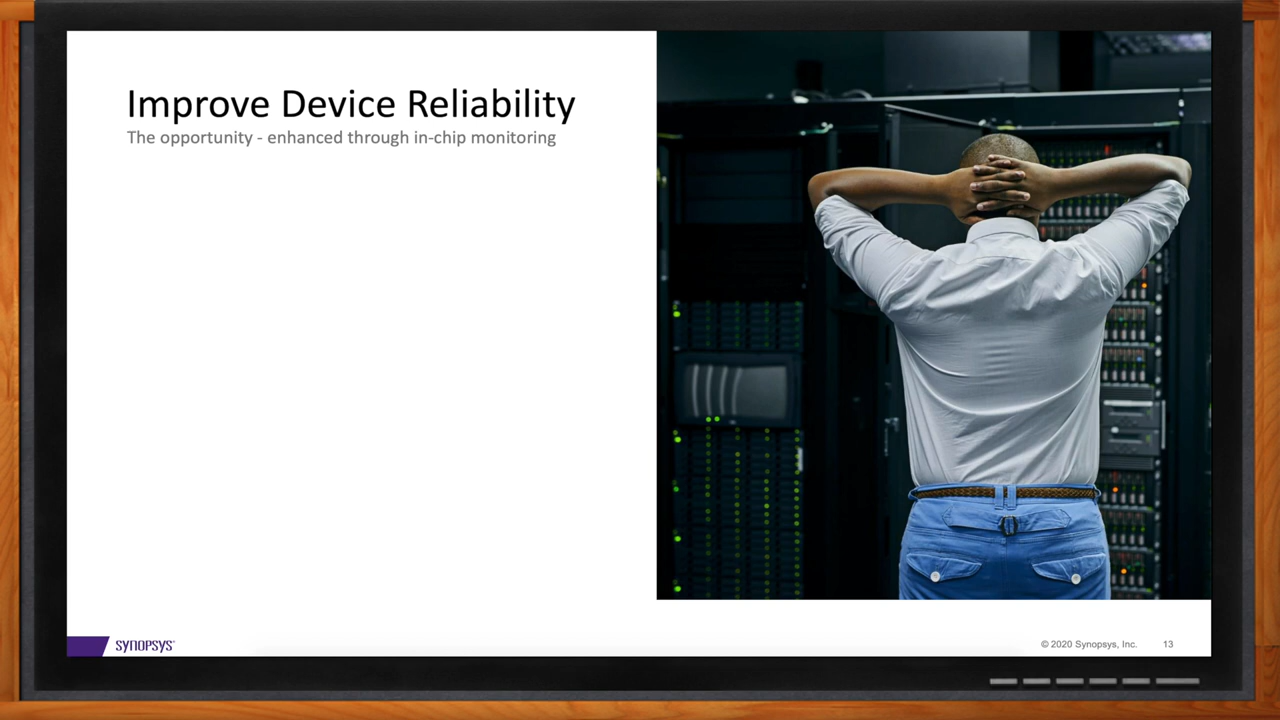 Improve Device Reliability
The opportunity - enhanced through in-chip monitoring
SYNOPSYS®
© 2020 Synopsys, Inc.
13